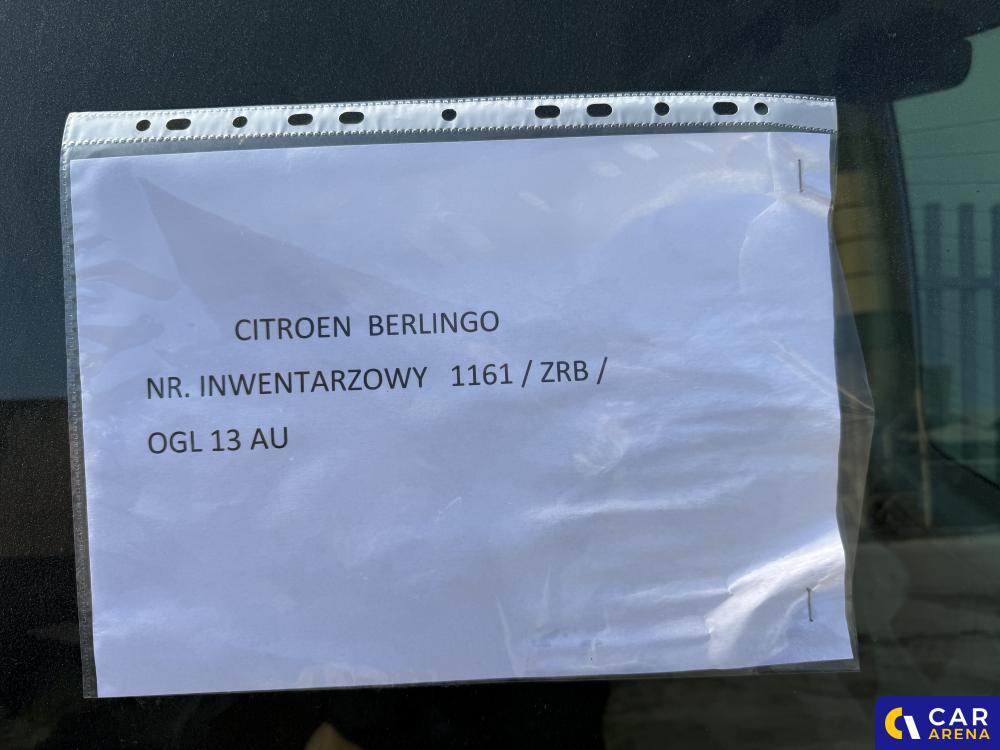 CITROEN BERLINGO
NR. INWENTARZOWY 1161 / ZRB /
OGL 13 AU
CAR
ARENA